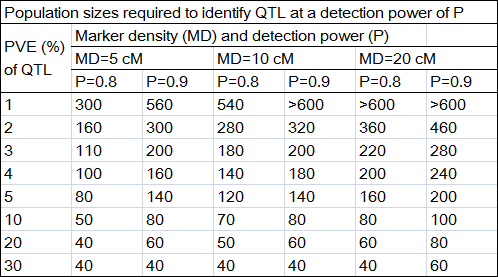 Population sizes required to identify QTL at a detection power of P
PVE (%) of QTL Marker density (MD) and detection power (P)
MD=5 cM MD=10 cM MD=20 cM
P=0.8 P=0.9 P=0.8 P=0.9 P=0.8 P=0.9
1 300 560 540 >600 >600 >600
2 160 300 280 320 360 460
3 110 200 180 200 220 280
4 100 160 140 180 200 240
5 80 140 120 140 160 200
10 50 80 70 80 80 100
20 40 60 50 60 60 80
30 40 40 40 40 40 60